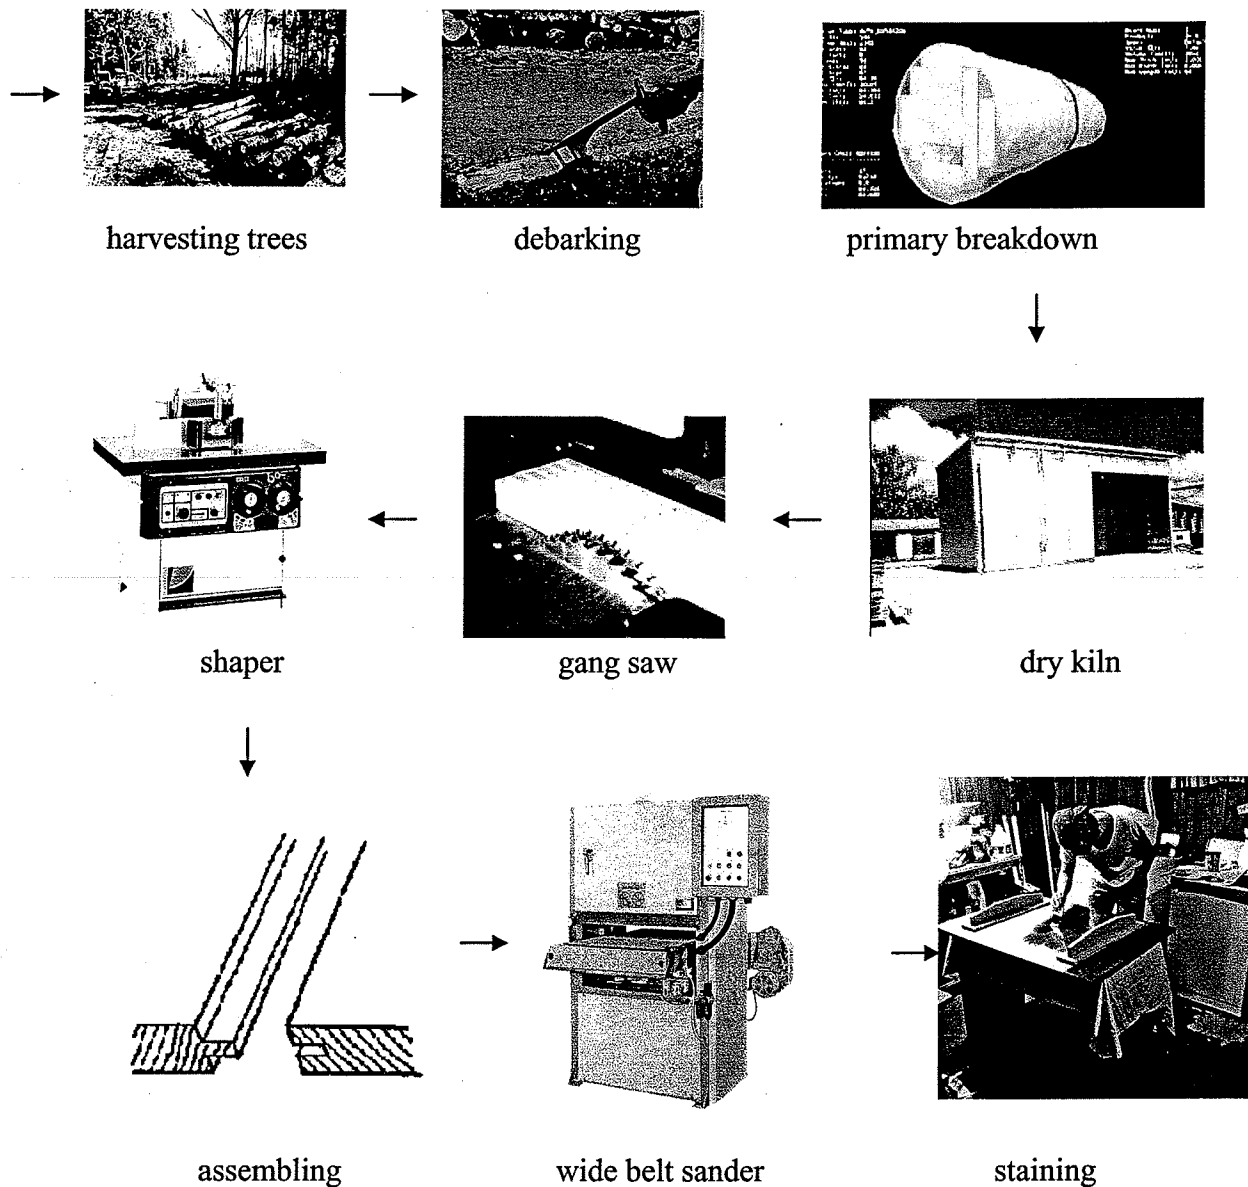 harvesting trees
debarking
primary breakdown
shaper
gang saw
dry kiln
assembling
wide belt sander
staining